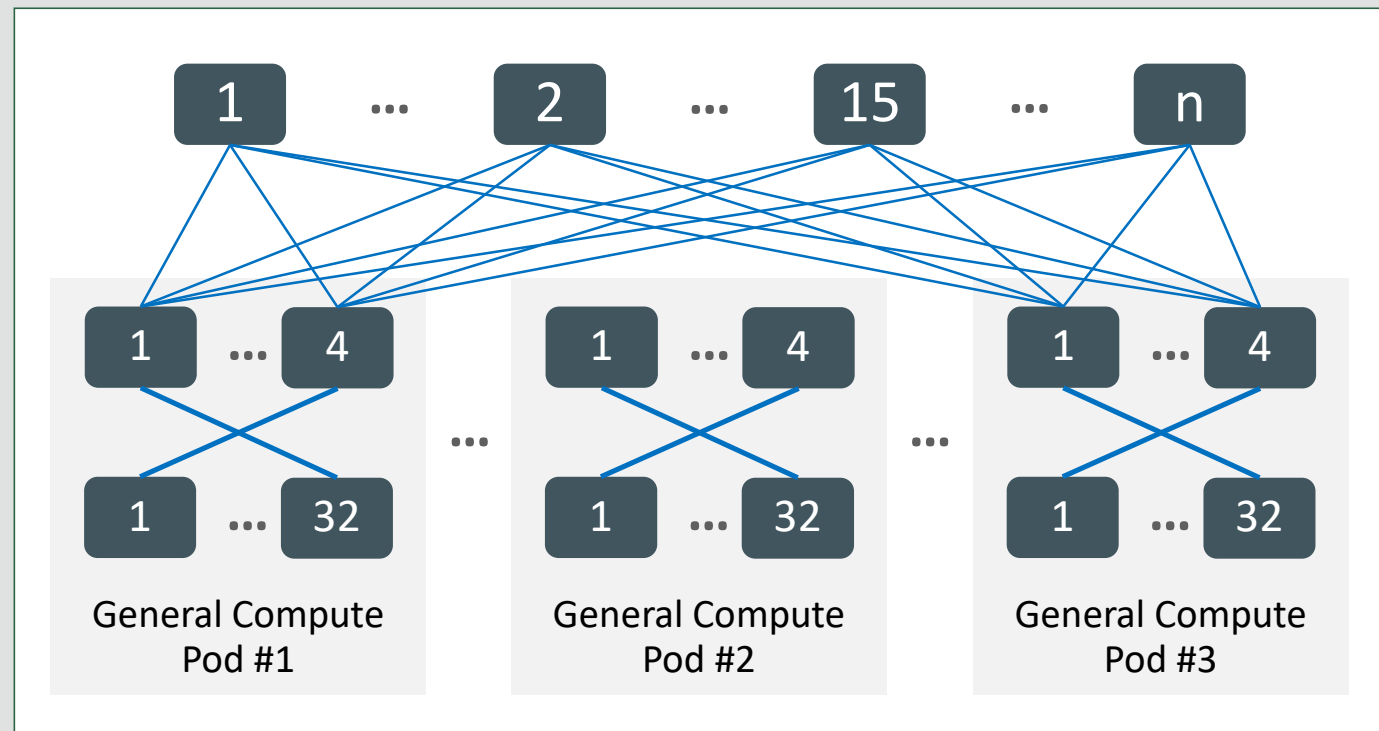 1 ... 2 ... 15 ... n
1 ... 4 1 ... 4 1 ... 4
... ...
1 ... 32 1 ... 32 1 ... 32
General Compute
Pod #1
General Compute
Pod #2
General Compute
Pod #3